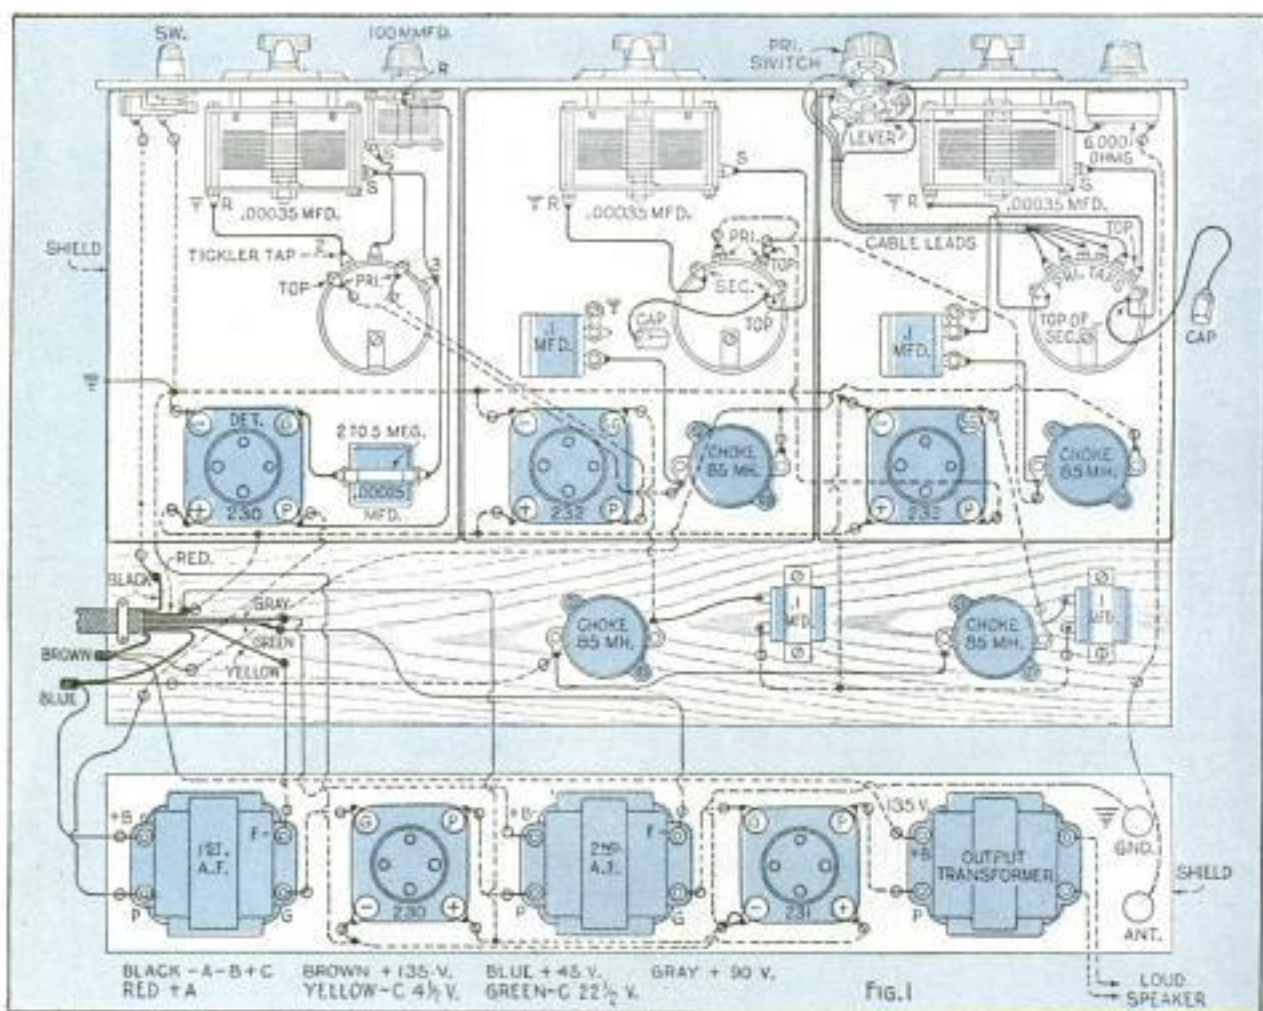 SW.
100 MMFD.
R
PRI.
SWITCH
LEVER
6,000
OHMS
S
S
S
S
R
.00035 MFD.
R
.00035 MFD.
R
.00035 MFD.
SHIELD
TICKLER TAP
2
3
TOP
PRI.
PRI.
TOP
SEC.
TOP
CABLE LEADS
TOP
PRI. TAPS
TOP OF
SEC.
CAP
.1
MFD.
CAP
.1
MFD.
DET.
- G
+ P
230
2 TO 5 MEG.
.00025
MFD.
- SG
+ P
232
CHOKE
85 MH.
- SG
+ P
232
CHOKE
85 MH.
RED.
BLACK
GRAY
GREEN
YELLOW
BROWN
BLUE
CHOKE
85 MH.
.1
MFD.
CHOKE
85 MH.
.1
MFD.
+B
F-
1ST.
A.F.
P
G
G P
- +
230
+B
F-
2ND.
A.F.
P
G
- +
231
135 V.
+B
OUTPUT
TRANSFORMER
P
GND.
ANT.
SHIELD
BLACK -A-B+C BROWN +135 V. BLUE +45 V. GRAY + 90 V.
RED +A YELLOW-C 4½ V. GREEN-C 22½ V.
FIG.1
LOUD
SPEAKER